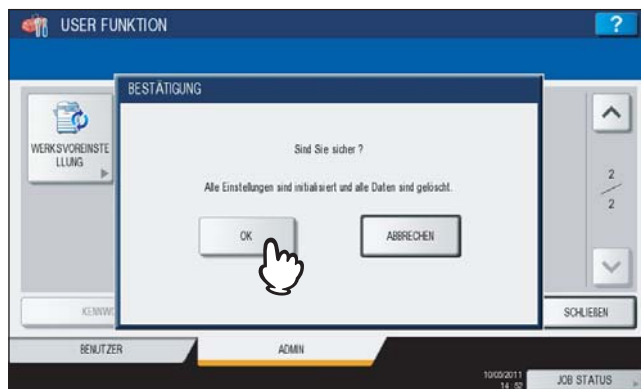 USER FUNKTION
?
BESTÄTIGUNG
WERKSVOREINSTE
LLUNG
Sind Sie sicher ?
Alle Einstellungen sind initialisiert und alle Daten sind gelöscht.
OK
ABBRECHEN
2
2
KENNWO
SCHLIEßEN
BENUTZER
ADMIN
10/03/2011
14 : 52
JOB STATUS